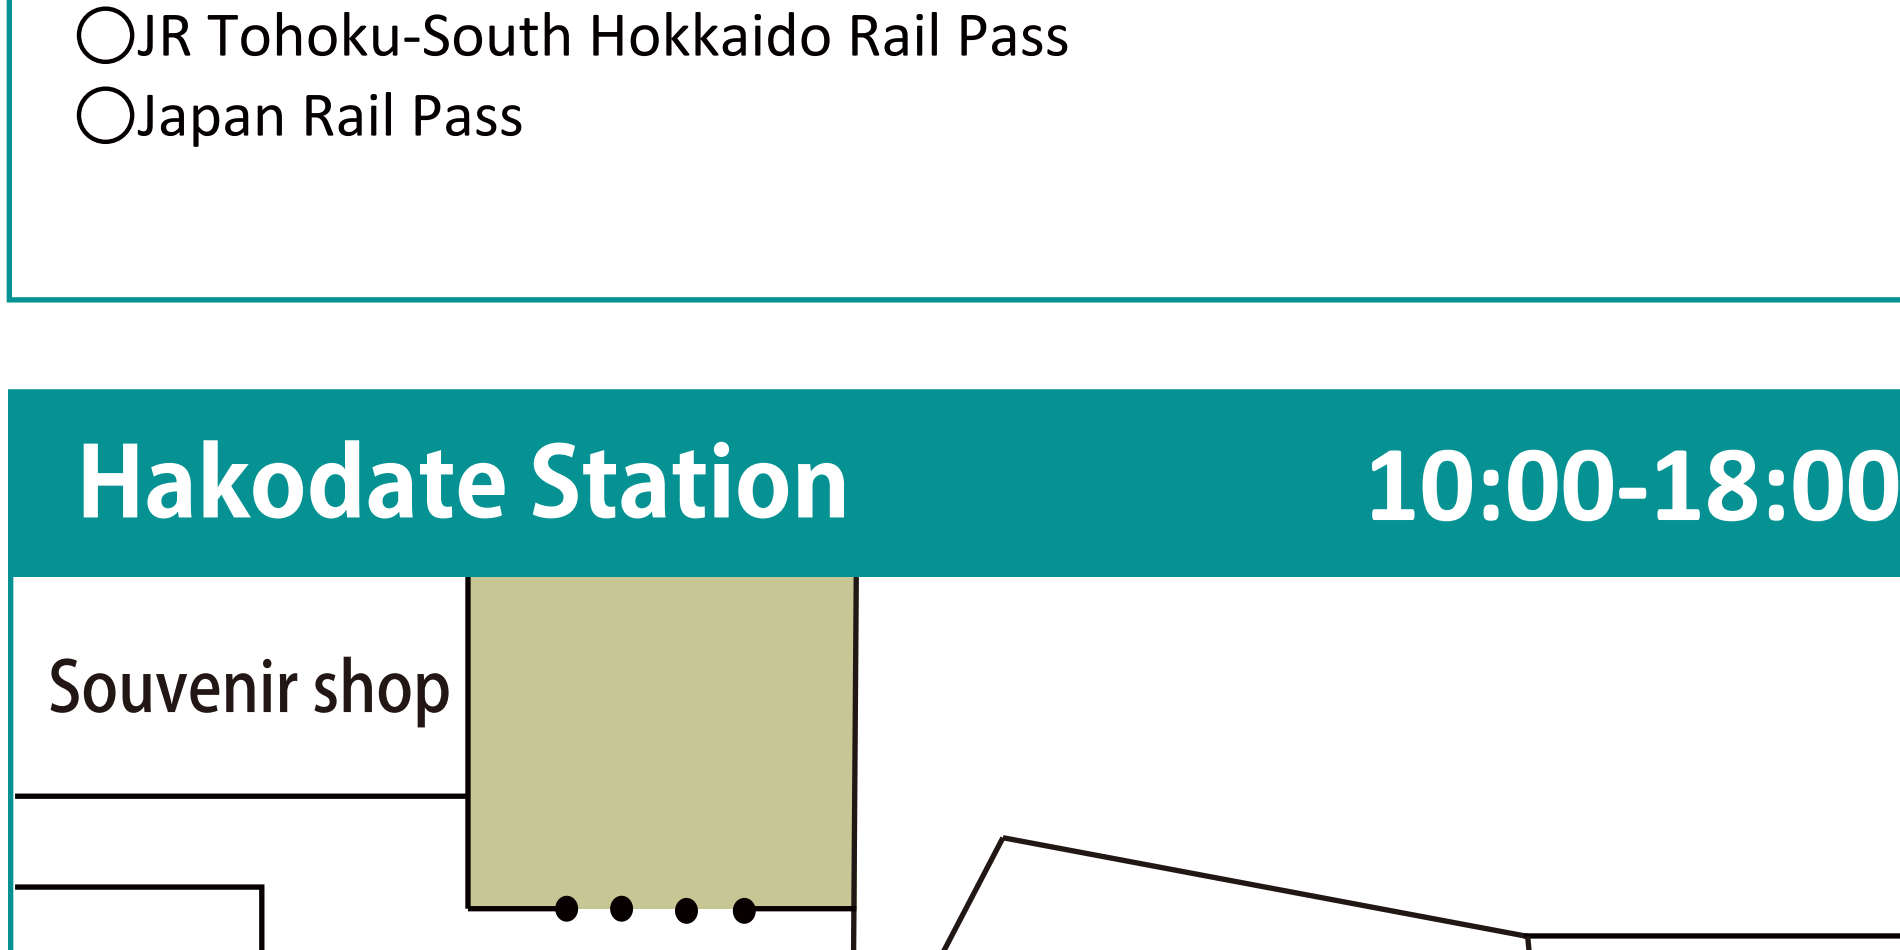 ○JR Tohoku-South Hokkaido Rail Pass
○Japan Rail Pass
Hakodate Station 10:00-18:00
Souvenir shop